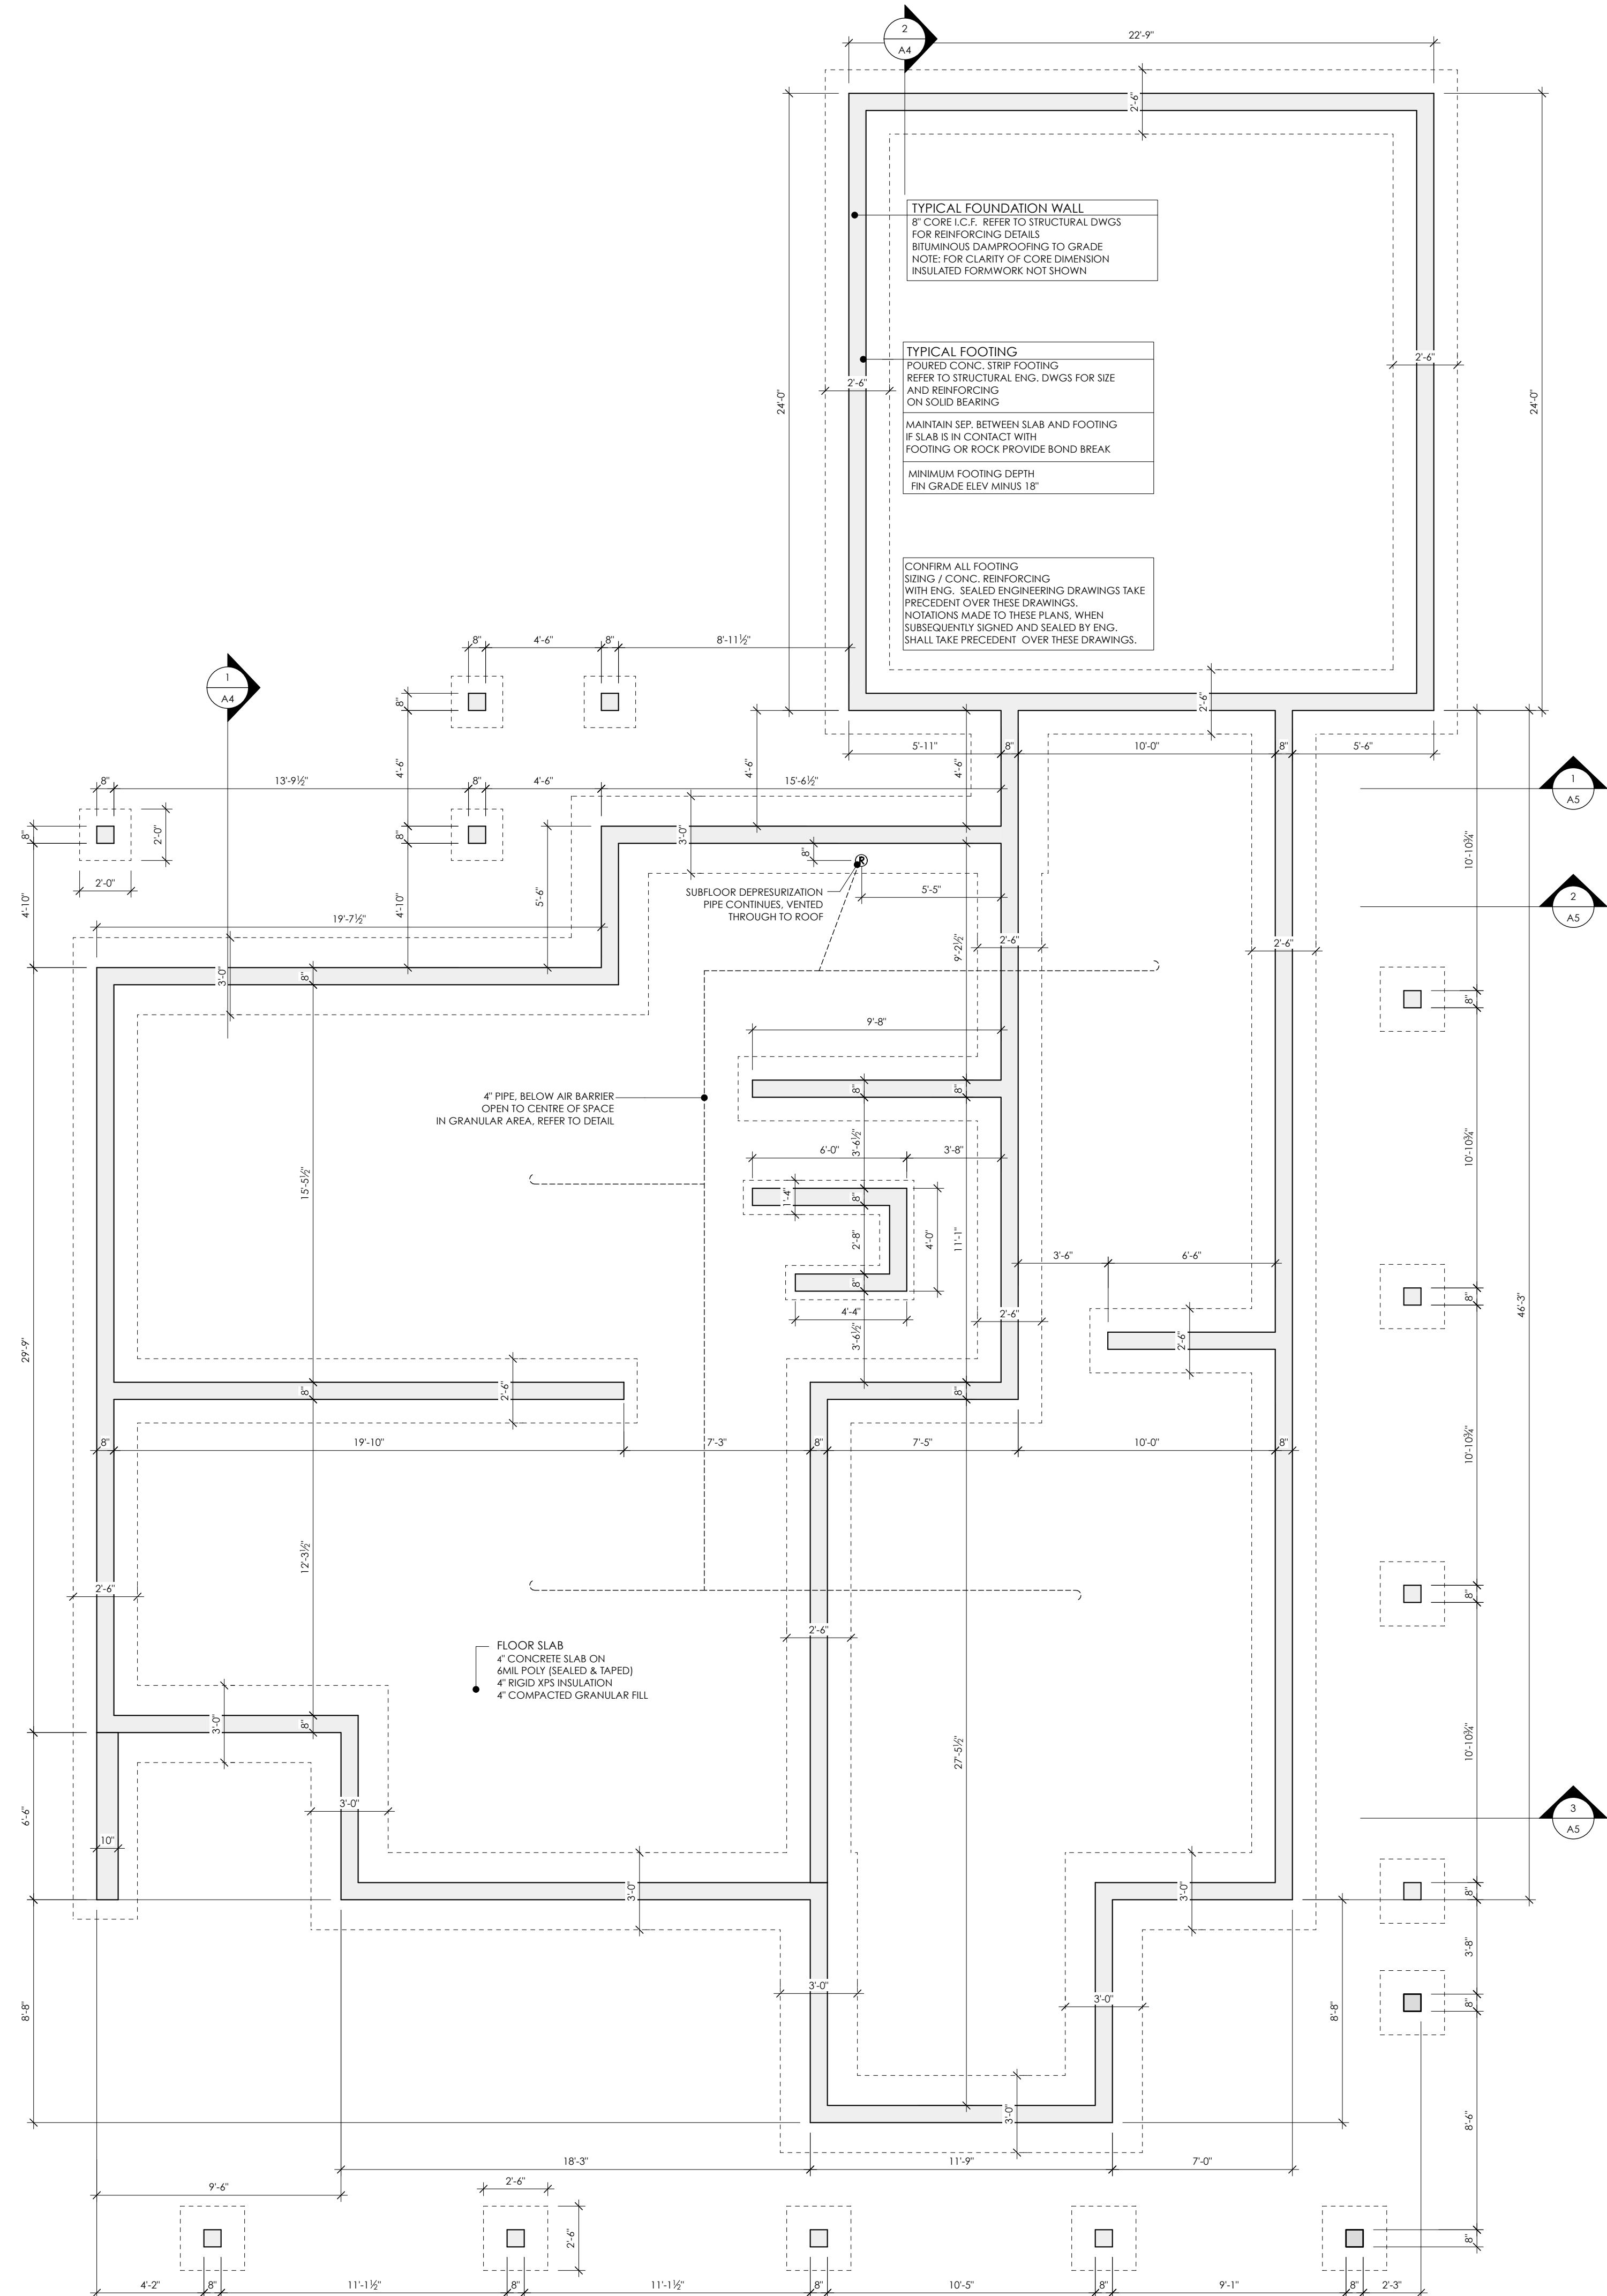 2
A4
22'-9"
2'-6"
TYPICAL FOUNDATION WALL
8" CORE I.C.F. REFER TO STRUCTURAL DWGS
FOR REINFORCING DETAILS
BITUMINOUS DAMPROOFING TO GRADE
NOTE: FOR CLARITY OF CORE DIMENSION
INSULATED FORMWORK NOT SHOWN
TYPICAL FOOTING
POURED CONC. STRIP FOOTING
REFER TO STRUCTURAL ENG. DWGS FOR SIZE
AND REINFORCING
ON SOLID BEARING
MAINTAIN SEP. BETWEEN SLAB AND FOOTING
IF SLAB IS IN CONTACT WITH
FOOTING OR ROCK PROVIDE BOND BREAK
MINIMUM FOOTING DEPTH
FIN GRADE ELEV MINUS 18"
2'-6"
2'-6"
24'-0"
24'-0"
CONFIRM ALL FOOTING
SIZING / CONC. REINFORCING
WITH ENG. SEALED ENGINEERING DRAWINGS TAKE
PRECEDENT OVER THESE DRAWINGS.
NOTATIONS MADE TO THESE PLANS, WHEN
SUBSEQUENTLY SIGNED AND SEALED BY ENG.
SHALL TAKE PRECEDENT OVER THESE DRAWINGS.
8" 4'-6" 8" 8'-11½"
1
A4
8"
2'-6"
5'-11" 8" 10'-0" 8" 5'-6"
4'-6"
4'-6"
4'-6"
8" 13'-9½" 8" 4'-6" 15'-6½"
1
A5
8"
2'-0"
8"
3'-0"
8"
10'-10¾"
2'-0"
4'-10"
4'-10"
5'-6"
SUBFLOOR DEPRESURIZATION
PIPE CONTINUES, VENTED
THROUGH TO ROOF
R
5'-5"
2
A5
19'-7½"
2'-6"
9'-2½"
2'-6"
3'-0"
8"
8"
9'-8"
4" PIPE, BELOW AIR BARRIER
OPEN TO CENTRE OF SPACE
IN GRANULAR AREA, REFER TO DETAIL
8"
8"
3'-6½"
10'-10¾"
6'-0"
3'-8"
15'-5½"
1'-4"
8"
2'-8"
4'-0"
11'-1"
3'-6"
6'-6"
8"
8"
46'-3"
4'-4"
2'-6"
3'-6½"
2'-6"
29'-9"
8"
2'-6"
8"
8" 19'-10" 7'-3" 8" 7'-5" 10'-0" 8"
10'-10¾"
12'-3½"
2'-6"
8"
2'-6"
FLOOR SLAB
4" CONCRETE SLAB ON
6MIL POLY (SEALED & TAPED)
4" RIGID XPS INSULATION
4" COMPACTED GRANULAR FILL
3'-0"
8"
27'-5½"
10'-10¾"
3'-0"
6'-6"
10"
3
A5
3'-0"
3'-0"
8"
3'-8"
3'-0"
3'-0"
8"
8'-8"
8'-8"
3'-0"
8'-6"
18'-3" 11'-9" 7'-0"
9'-6"
2'-6"
2'-6"
8"
4'-2" 8" 11'-1½" 8" 11'-1½" 8" 10'-5" 8" 9'-1" 8" 2'-3"